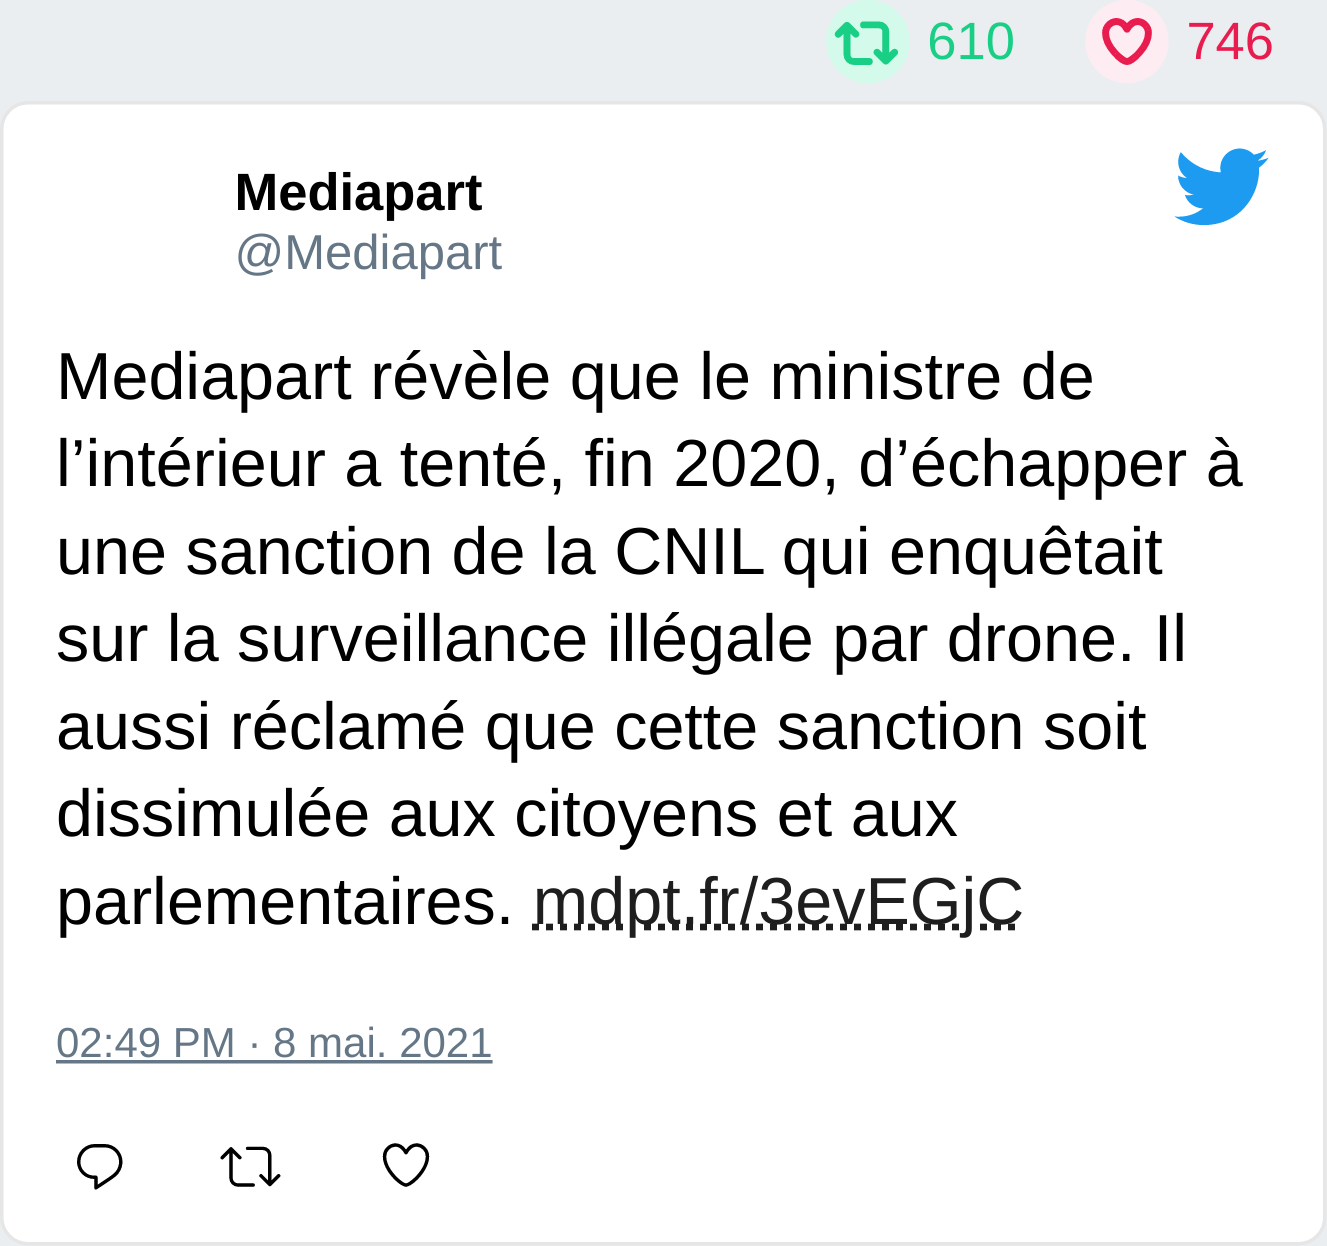 610 746
Mediapart
@Mediapart
Mediapart révèle que le ministre de
l’intérieur a tenté, fin 2020, d’échapper à
une sanction de la CNIL qui enquêtait
sur la surveillance illégale par drone. Il
aussi réclamé que cette sanction soit
dissimulée aux citoyens et aux
parlementaires. mdpt.fr/3evEGjC
02:49 PM · 8 mai. 2021